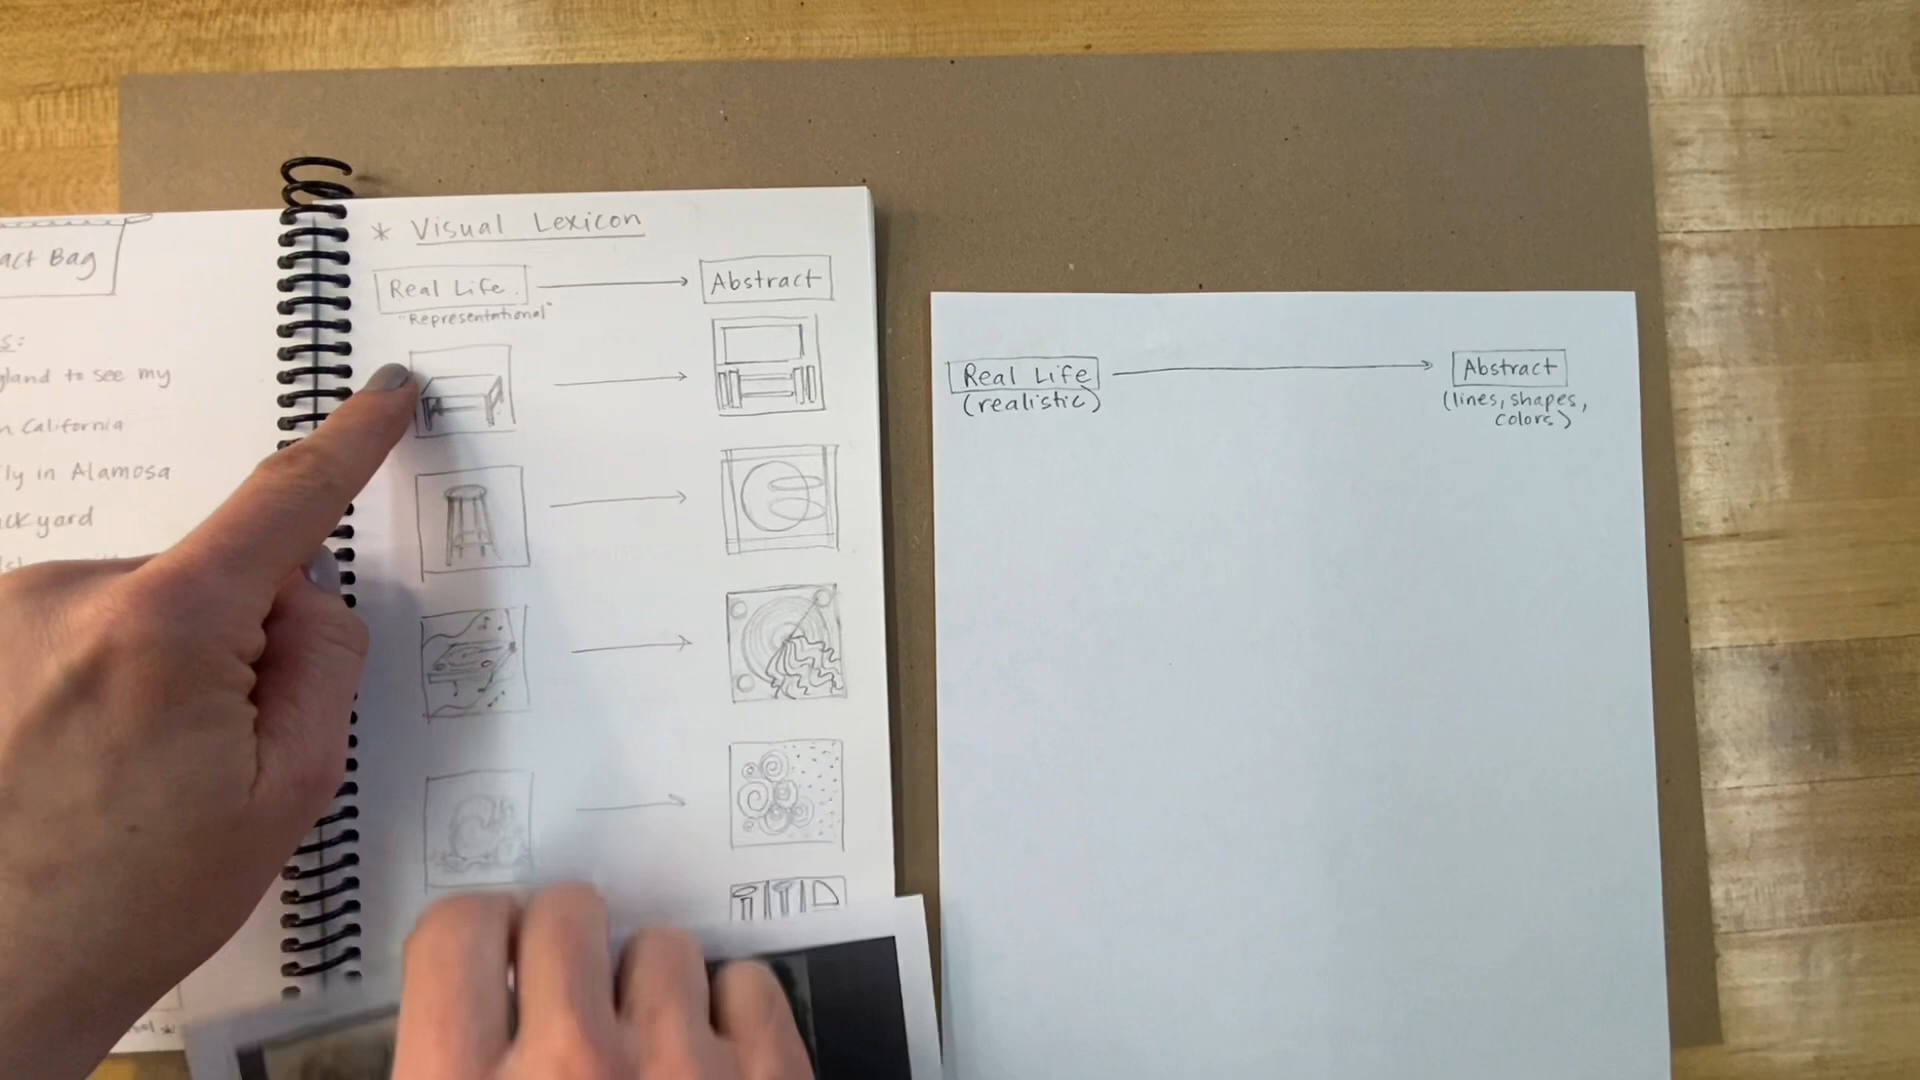 act Bag
s:
gland to see my
n California
ly in Alamosa
ackyard
* Visual Lexicon
Real Life. Abstract
"Representational"
Real Life Abstract
(realistic) (lines, shapes,
colors)